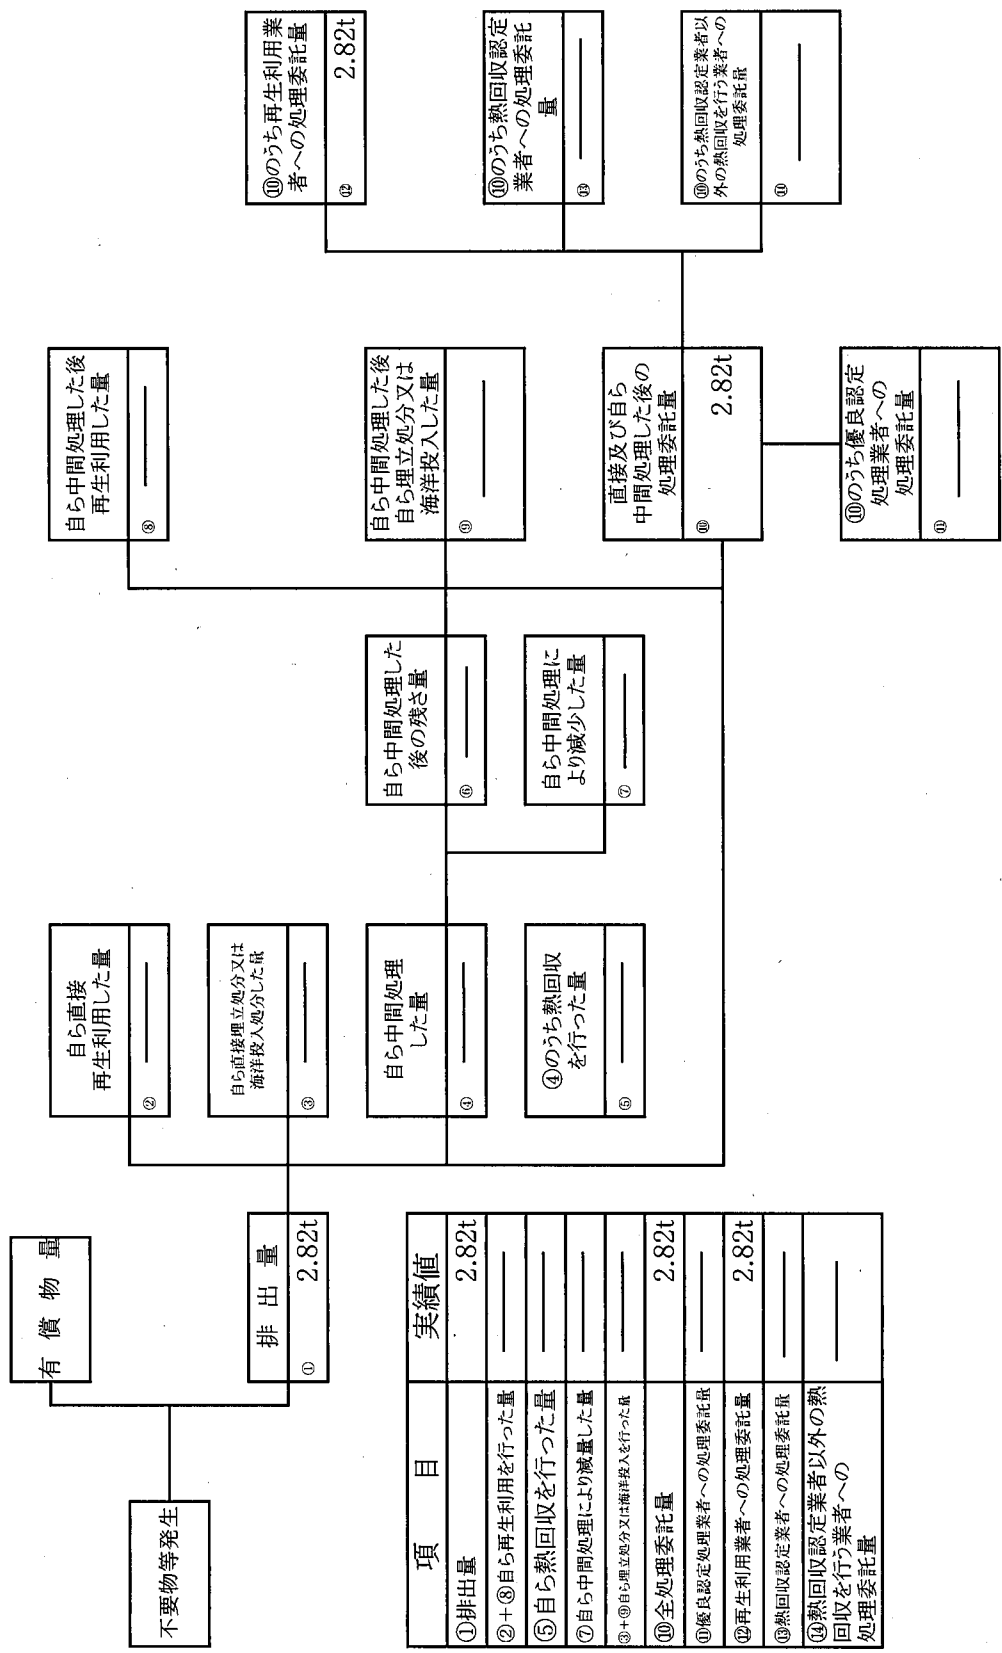 不要物等発生
有償物量
排出量
① 2.82t
自ら直接
再生利用した量
②
自ら直接埋立処分又は
海洋投入処分した量
③
自ら中間処理
した量
④
④のうち熱回収
を行った量
⑤
自ら中間処理した
後の残さ量
⑥
自ら中間処理に
より減少した量
⑦
自ら中間処理した後
再生利用した量
⑧
自ら中間処理した後
自ら埋立処分又は
海洋投入した量
⑨
直接及び自ら
中間処理した後の
処理委託量
⑩ 2.82t
⑩のうち優良認定
処理業者への
処理委託量
⑪
⑩のうち再生利用業
者への処理委託量
⑫ 2.82t
⑩のうち熱回収認定
業者への処理委託
量
⑬
⑩のうち熱回収認定業者以
外の熱回収を行う業者への
処理委託量
⑪
項目 実績値
①排出量 2.82t
②+⑧自ら再生利用を行った量
⑤自ら熱回収を行った量
⑦自ら中間処理により減量した量
③+⑨自ら埋立処分又は海洋投入を行った量
⑩全処理委託量 2.82t
⑪優良認定処理業者への処理委託量
⑫再生利用業者への処理委託量 2.82t
⑬熱回収認定業者への処理委託量
⑭熱回収認定業者以外の熱
回収を行う業者への
処理委託量